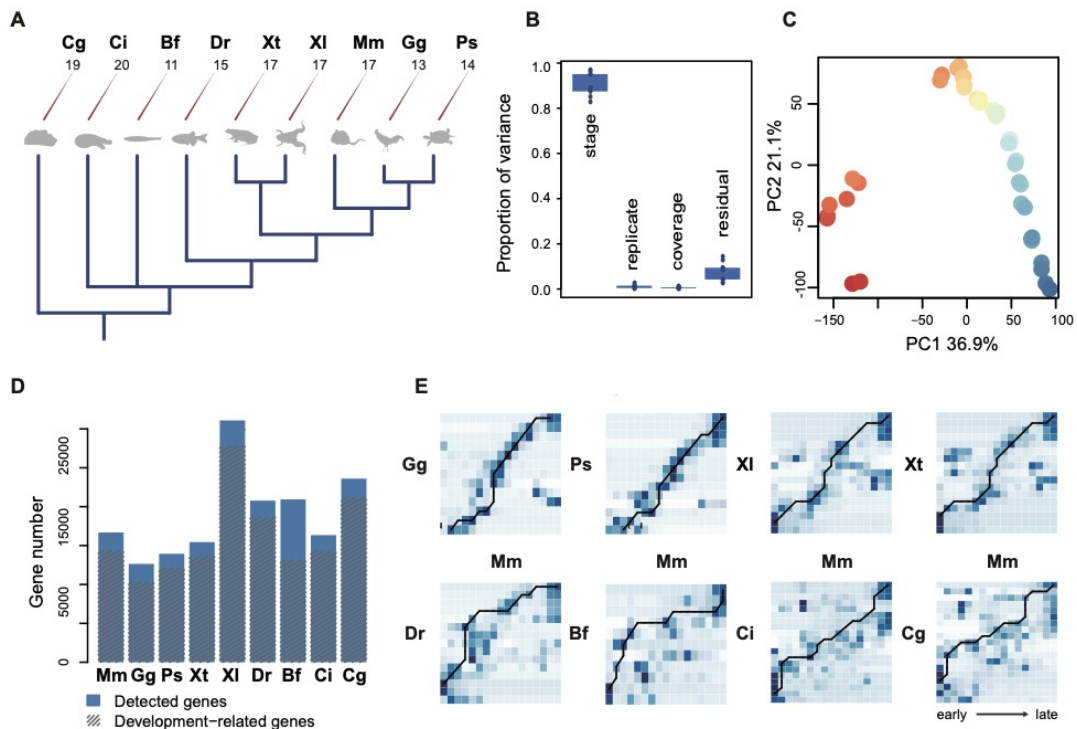 A
Cg Ci Bf Dr Xt Xl Mm Gg Ps
19 20 11 15 17 17 17 13 14
B
Proportion of variance
1.0
0.8
0.6
0.4
0.2
0.0
stage
replicate
coverage
residual
C
PC2 21.1%
50
0
−50
−100
−150 −50 0 50 100
PC1 36.9%
D
Gene number
25000
15000
5000
0
Mm Gg Ps Xt Xl Dr Bf Ci Cg
Detected genes
Development−related genes
E
Gg Ps Xl Xt
Mm Mm Mm
Dr Bf Ci Cg
early late